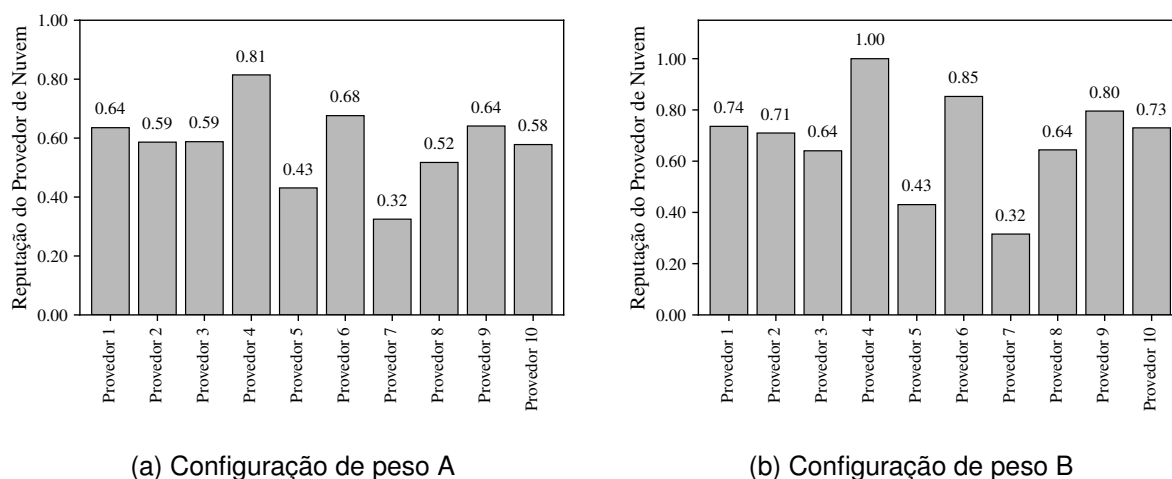 Reputação do Provedor de Nuvem
1.00
0.80
0.60
0.40
0.20
0.00
0.64
0.59
0.59
0.81
0.43
0.68
0.32
0.52
0.64
0.58
Provedor 1
Provedor 2
Provedor 3
Provedor 4
Provedor 5
Provedor 6
Provedor 7
Provedor 8
Provedor 9
Provedor 10
(a) Configuração de peso A
Reputação do Provedor de Nuvem
1.00
0.80
0.60
0.40
0.20
0.00
0.74
0.71
0.64
1.00
0.43
0.85
0.32
0.64
0.80
0.73
Provedor 1
Provedor 2
Provedor 3
Provedor 4
Provedor 5
Provedor 6
Provedor 7
Provedor 8
Provedor 9
Provedor 10
(b) Configuração de peso B